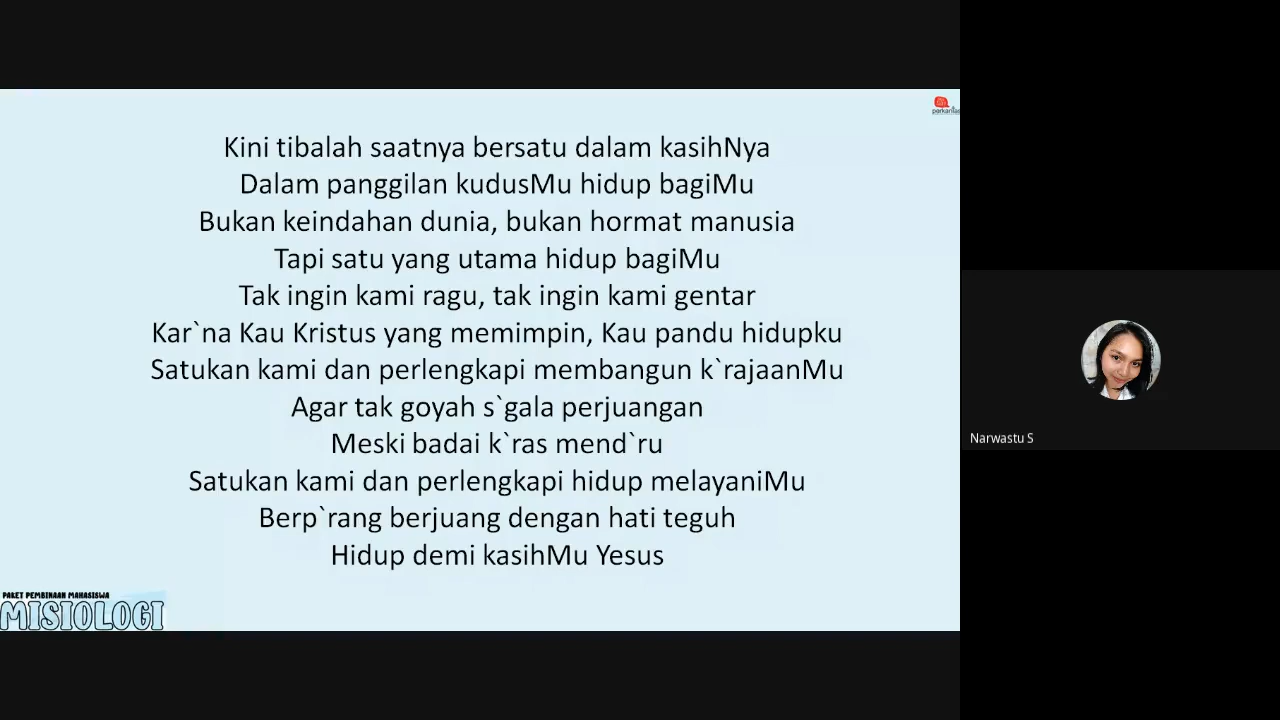 perkantas
Kini tibalah saatnya bersatu dalam kasihNya
Dalam panggilan kudusMu hidup bagiMu
Bukan keindahan dunia, bukan hormat manusia
Tapi satu yang utama hidup bagiMu
Tak ingin kami ragu, tak ingin kami gentar
Kar`na Kau Kristus yang memimpin, Kau pandu hidupku
Satukan kami dan perlengkapi membangun k`rajaanMu
Agar tak goyah s`gala perjuangan
Meski badai k`ras mend`ru
Satukan kami dan perlengkapi hidup melayaniMu
Berp`rang berjuang dengan hati teguh
Hidup demi kasihMu Yesus
PAKET PEMBINAAN MAHASISWA
MISIOLOGI
Narwastu S